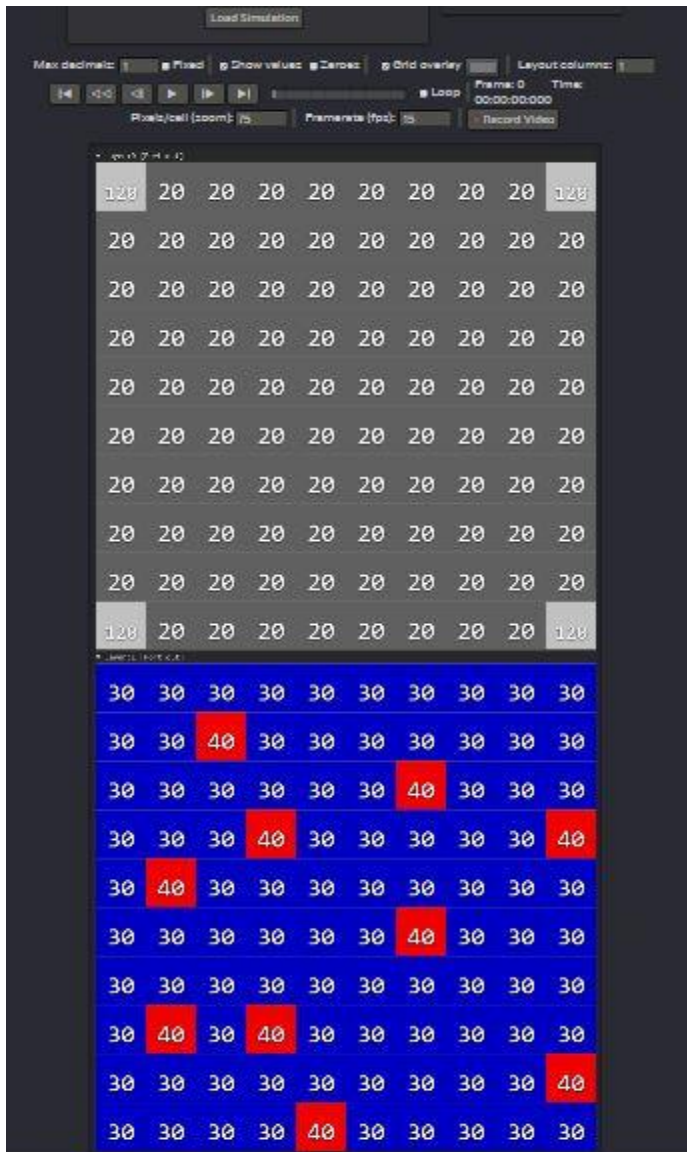 Load Simulation
Max decimals: 1 Fixed Show values Zeroes Grid overlay Layout columns: 1
Loop Frame: 0 Time: 00:00:00:000
Pixels/cell (zoom): 75 Framerate (fps): 15 Record Video
120 20 20 20 20 20 20 20 20 120
20 20 20 20 20 20 20 20 20 20
20 20 20 20 20 20 20 20 20 20
20 20 20 20 20 20 20 20 20 20
20 20 20 20 20 20 20 20 20 20
20 20 20 20 20 20 20 20 20 20
20 20 20 20 20 20 20 20 20 20
20 20 20 20 20 20 20 20 20 20
20 20 20 20 20 20 20 20 20 20
120 20 20 20 20 20 20 20 20 120
30 30 30 30 30 30 30 30 30 30
30 30 40 30 30 30 30 30 30 30
30 30 30 30 30 30 40 30 30 30
30 30 30 40 30 30 30 30 30 40
30 40 30 30 30 30 30 30 30 30
30 30 30 30 30 30 40 30 30 30
30 30 30 30 30 30 30 30 30 30
30 40 30 40 30 30 30 30 30 30
30 30 30 30 30 30 30 30 30 40
30 30 30 30 40 30 30 30 30 30